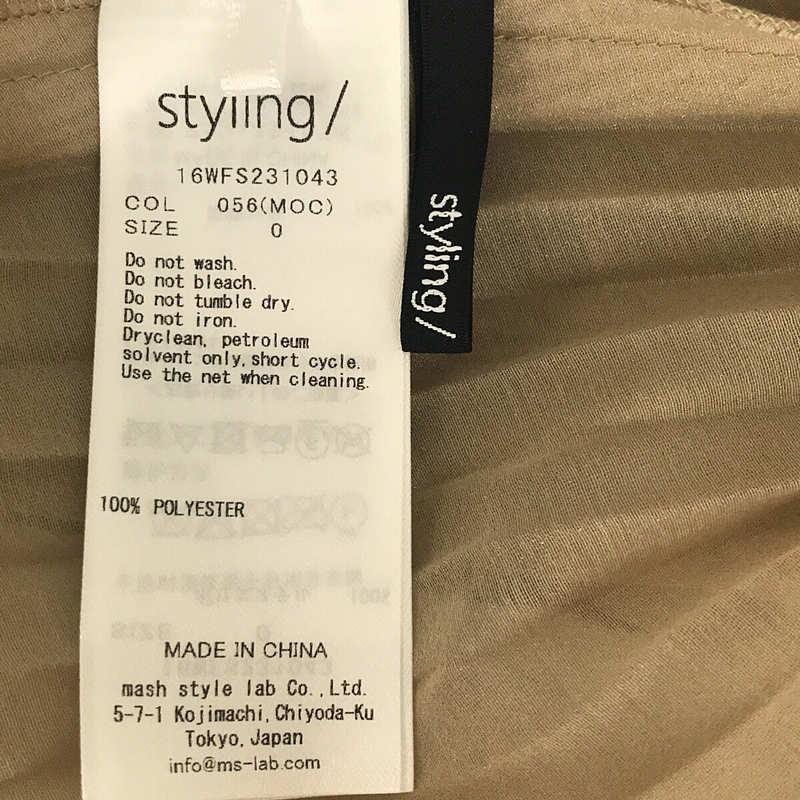 styling/
16WFS231043
COL 056(MOC)
SIZE 0
Do not wash.
Do not bleach.
Do not tumble dry.
Do not iron.
Dryclean, petroleum
solvent only, short cycle.
Use the net when cleaning.
100% POLYESTER
MADE IN CHINA
mash style lab Co.,Ltd.
5-7-1 Kojimachi, Chiyoda-Ku
Tokyo, Japan
info@ms-lab.com
styling/